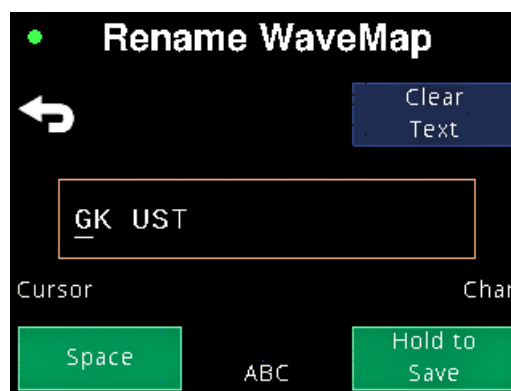 Rename WaveMap
Clear
Text
GK UST
Cursor
Char
Space
ABC
Hold to
Save